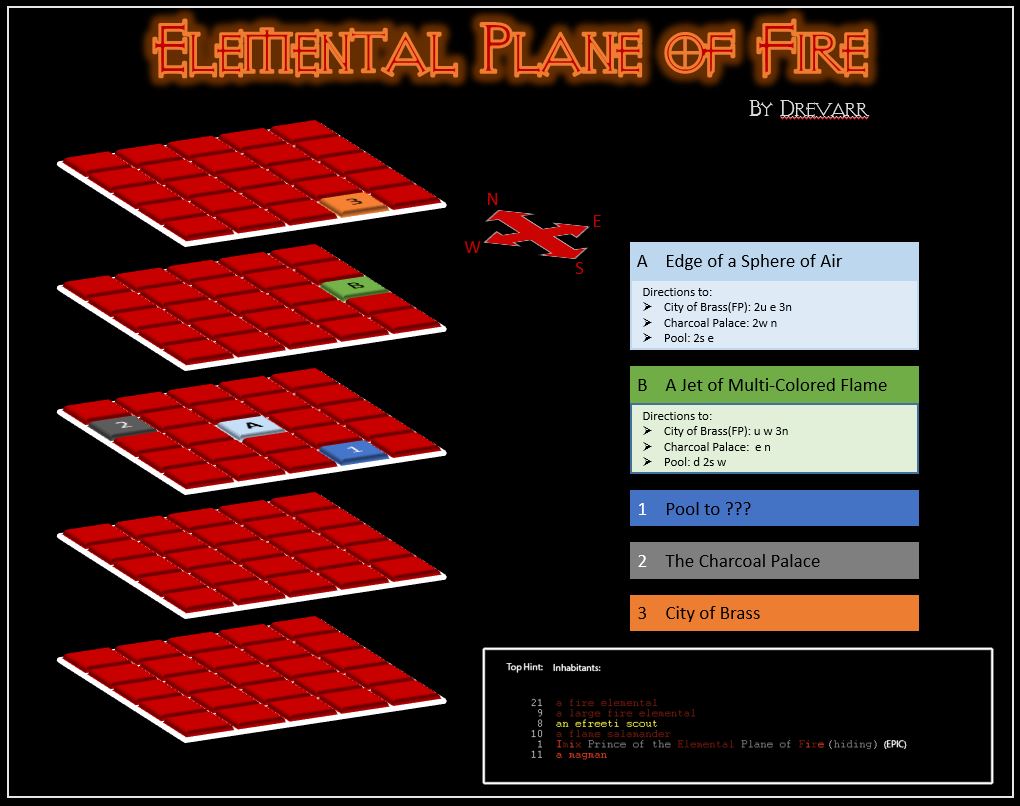 Elemental Plane of Fire
By Drevarr
3
N
E
W
S
B
2
A
1
A Edge of a Sphere of Air
Directions to:
➢ City of Brass(FP): 2u e 3n
➢ Charcoal Palace: 2w n
➢ Pool: 2s e
B A Jet of Multi-Colored Flame
Directions to:
➢ City of Brass(FP): u w 3n
➢ Charcoal Palace: e n
➢ Pool: d 2s w
1 Pool to ???
2 The Charcoal Palace
3 City of Brass
Top Hint: Inhabitants:
21 a fire elemental
9 a large fire elemental
8 an efreeti scout
10 a flame salamander
1 Imix Prince of the Elemental Plane of Fire (hiding) (EPIC)
11 a magman